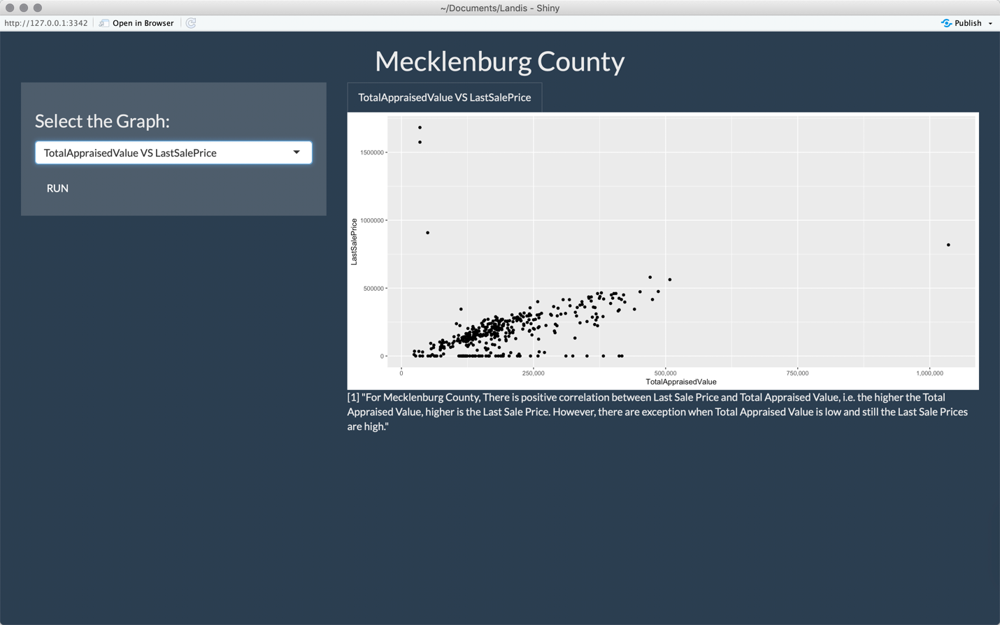 ~/Documents/Landis - Shiny
http://127.0.0.1:3342
Open in Browser
Publish
Mecklenburg County
Select the Graph:
TotalAppraisedValue VS LastSalePrice
RUN
TotalAppraisedValue VS LastSalePrice
LastSalePrice
1500000
1000000
500000
0
0
250,000
500,000
750,000
1,000,000
TotalAppraisedValue
[1] "For Mecklenburg County, There is positive correlation between Last Sale Price and Total Appraised Value, i.e. the higher the Total
Appraised Value, higher is the Last Sale Price. However, there are exception when Total Appraised Value is low and still the Last Sale Prices
are high."